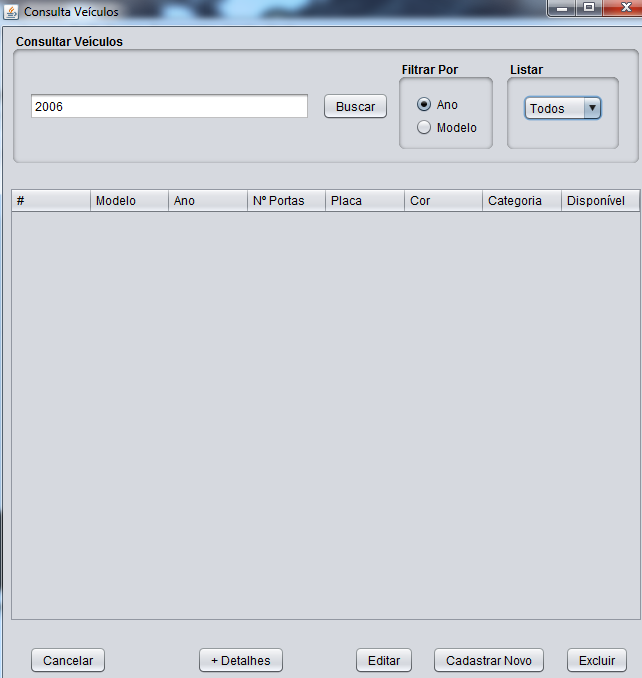 Consulta Veículos
Consultar Veículos
Filtrar Por
Listar
2006
Buscar
Ano
Modelo
Todos
# Modelo Ano Nº Portas Placa Cor Categoria Disponível
Cancelar + Detalhes Editar Cadastrar Novo Excluir